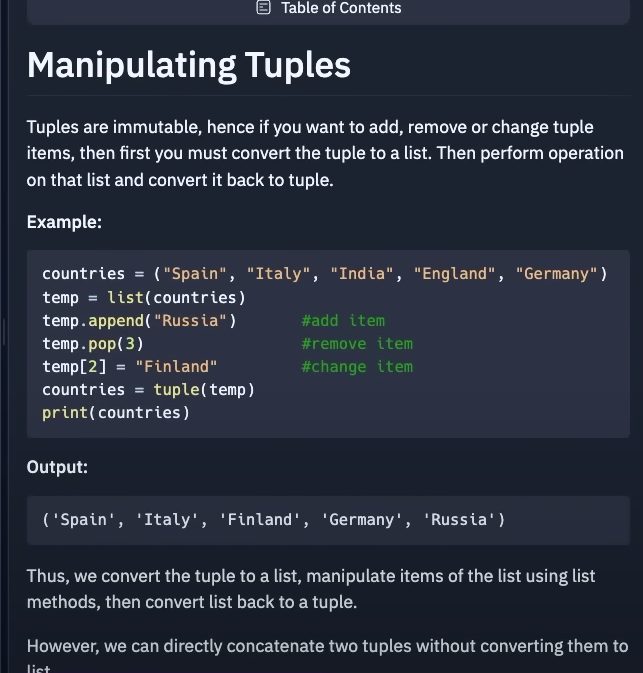 Table of Contents
Manipulating Tuples
Tuples are immutable, hence if you want to add, remove or change tuple
items, then first you must convert the tuple to a list. Then perform operation
on that list and convert it back to tuple.
Example:
countries = ("Spain", "Italy", "India", "England", "Germany")
temp = list(countries)
temp.append("Russia")       #add item
temp.pop(3)                 #remove item
temp[2] = "Finland"         #change item
countries = tuple(temp)
print(countries)
Output:
('Spain', 'Italy', 'Finland', 'Germany', 'Russia')
Thus, we convert the tuple to a list, manipulate items of the list using list
methods, then convert list back to a tuple.
However, we can directly concatenate two tuples without converting them to
list.